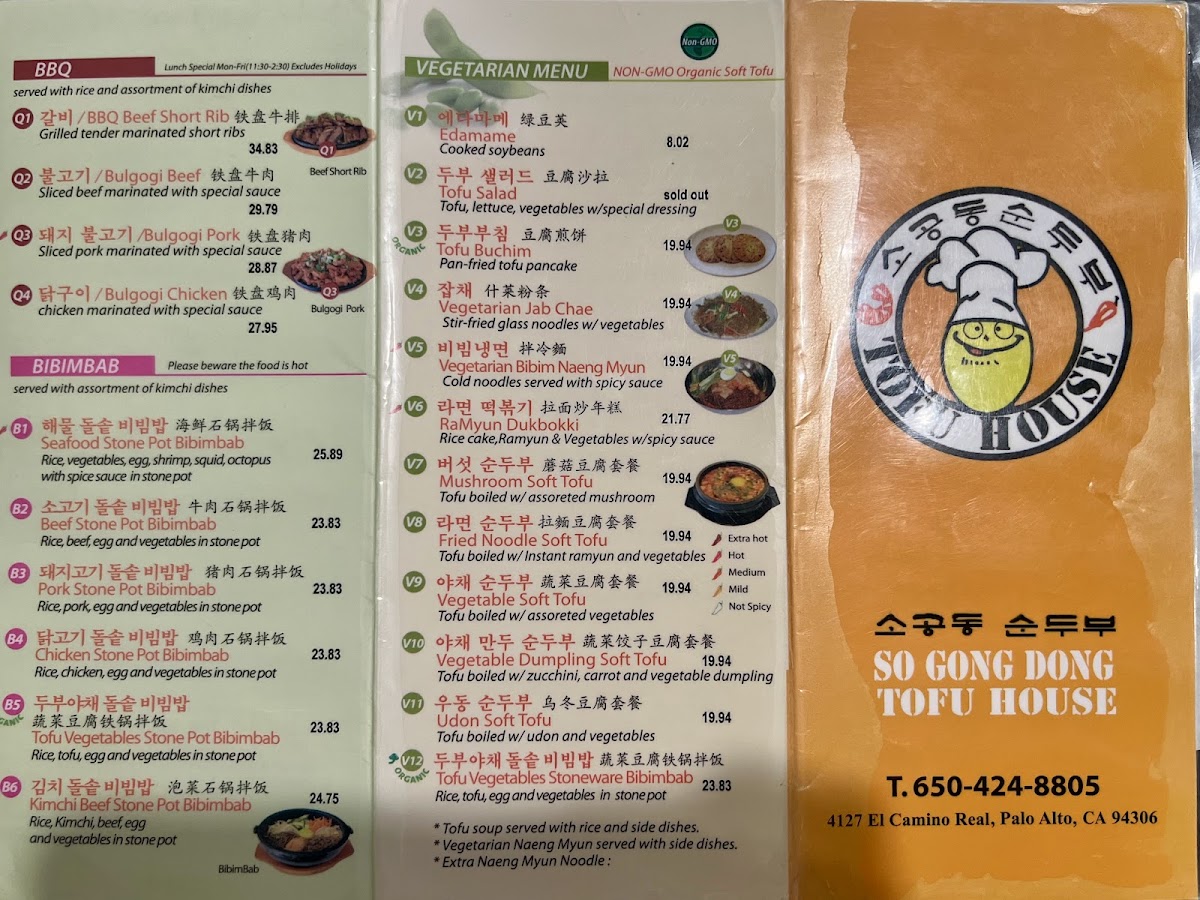 BBQ
Lunch Special Mon-Fri(11:30-2:30) Excludes Holidays
served with rice and assortment of kimchi dishes
Q1 갈비 /BBQ Beef Short Rib 铁盘牛排
Grilled tender marinated short ribs
34.83
Q1
Beef Short Rib
Q2 불고기 /Bulgogi Beef 铁盘牛肉
Sliced beef marinated with special sauce
29.79
Q3 돼지 불고기 /Bulgogi Pork 铁盘猪肉
Sliced pork marinated with special sauce
28.87
Q3
Bulgogi Pork
Q4 닭구이 /Bulgogi Chicken 铁盘鸡肉
chicken marinated with special sauce
27.95
BIBIMBAB
Please beware the food is hot
served with assortment of kimchi dishes
B1 해물 돌솥 비빔밥 海鲜石锅拌饭
Seafood Stone Pot Bibimbab
Rice, vegetables, egg, shrimp, squid, octopus
with spice sauce in stone pot
25.89
B2 소고기 돌솥 비빔밥 牛肉石锅拌饭
Beef Stone Pot Bibimbab
23.83
Rice, beef, egg and vegetables in stone pot
B3 돼지고기 돌솥 비빔밥 猪肉石锅拌饭
Pork Stone Pot Bibimbab
23.83
Rice, pork, egg and vegetables in stone pot
B4 닭고기 돌솥 비빔밥 鸡肉石锅拌饭
Chicken Stone Pot Bibimbab
23.83
Rice, chicken, egg and vegetables in stone pot
B5 두부야채 돌솥 비빔밥
蔬菜豆腐铁锅拌饭
Tofu Vegetables Stone Pot Bibimbab
23.83
Rice, tofu, egg and vegetables in stone pot
B6 김치 돌솥 비빔밥 泡菜石锅拌饭
Kimchi Beef Stone Pot Bibimbab
24.75
Rice, Kimchi, beef, egg
and vegetables in stone pot
BibimBab
Non-GMO
VEGETARIAN MENU
NON-GMO Organic Soft Tofu
V1 에다마메 绿豆荚
Edamame
8.02
Cooked soybeans
V2 두부 샐러드 豆腐沙拉
Tofu Salad
sold out
Tofu, lettuce, vegetables w/special dressing
V3 두부부침 豆腐煎饼
ORGANIC
Tofu Buchim
19.94
Pan-fried tofu pancake
V3
V4 잡채 什菜粉条
Vegetarian Jab Chae
19.94
Stir-fried glass noodles w/ vegetables
V4
V5 비빔냉면 拌冷麵
Vegetarian Bibim Naeng Myun
19.94
Cold noodles served with spicy sauce
V5
V6 라면 떡볶기 拉面炒年糕
RaMyun Dukbokki
21.77
Rice cake,Ramyun & Vegetables w/spicy sauce
V7 버섯 순두부 蘑菇豆腐套餐
Mushroom Soft Tofu
19.94
Tofu boiled w/ assoreted mushroom
V8 라면 순두부 拉麵豆腐套餐
Fried Noodle Soft Tofu
19.94
Tofu boiled w/ Instant ramyun and vegetables
Extra hot
Hot
Medium
Mild
Not Spicy
V9 야채 순두부 蔬菜豆腐套餐
Vegetable Soft Tofu
19.94
Tofu boiled w/ assoreted vegetables
V10 야채 만두 순두부 蔬菜饺子豆腐套餐
Vegetable Dumpling Soft Tofu
19.94
Tofu boiled w/ zucchini, carrot and vegetable dumpling
V11 우동 순두부 乌冬豆腐套餐
Udon Soft Tofu
19.94
Tofu boiled w/ udon and vegetables
V12 두부야채 돌솥 비빔밥 蔬菜豆腐铁锅拌饭
ORGANIC
Tofu Vegetables Stoneware Bibimbab
23.83
Rice, tofu, egg and vegetables in stone pot
* Tofu soup served with rice and side dishes.
* Vegetarian Naeng Myun served with side dishes.
* Extra Naeng Myun Noodle :
소공동순두부
TOFU HOUSE
소공동 순두부
SO GONG DONG
TOFU HOUSE
T. 650-424-8805
4127 El Camino Real, Palo Alto, CA 94306